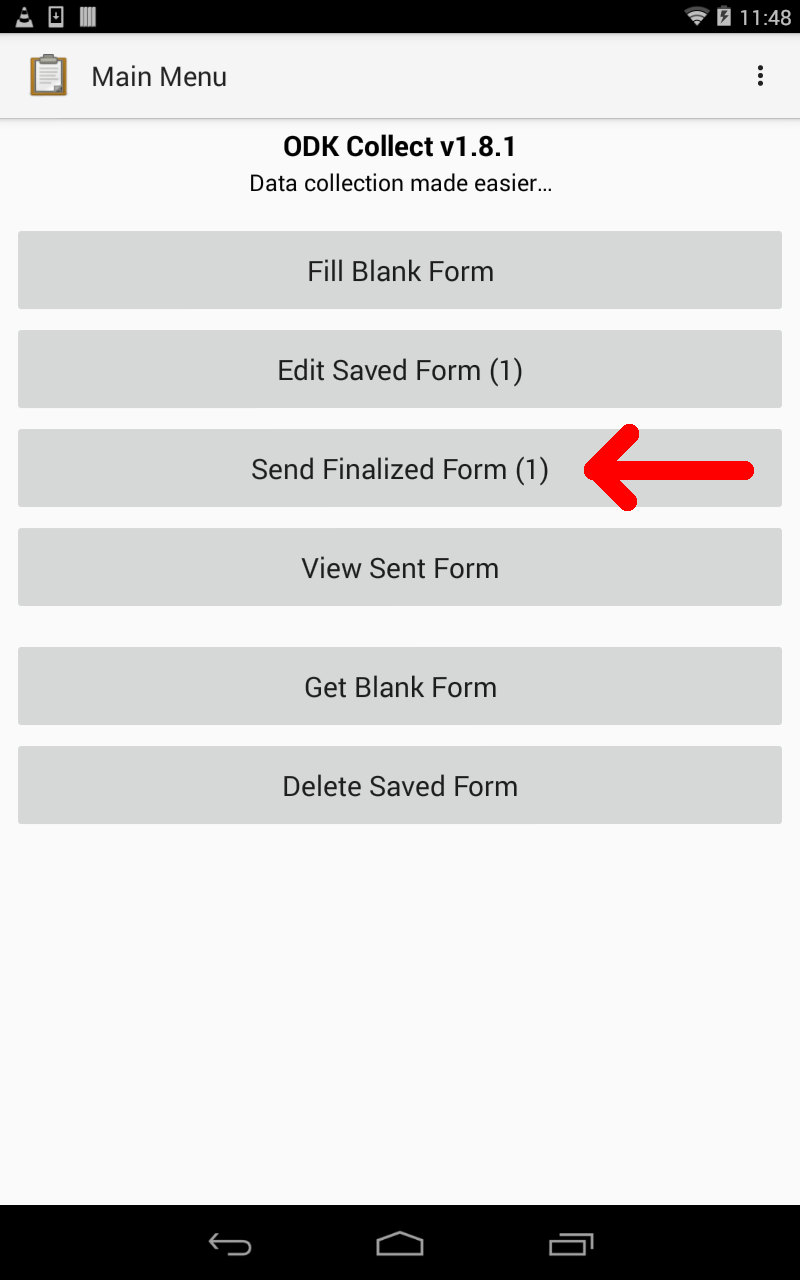 11:48
Main Menu
ODK Collect v1.8.1
Data collection made easier...
Fill Blank Form
Edit Saved Form (1)
Send Finalized Form (1)
View Sent Form
Get Blank Form
Delete Saved Form